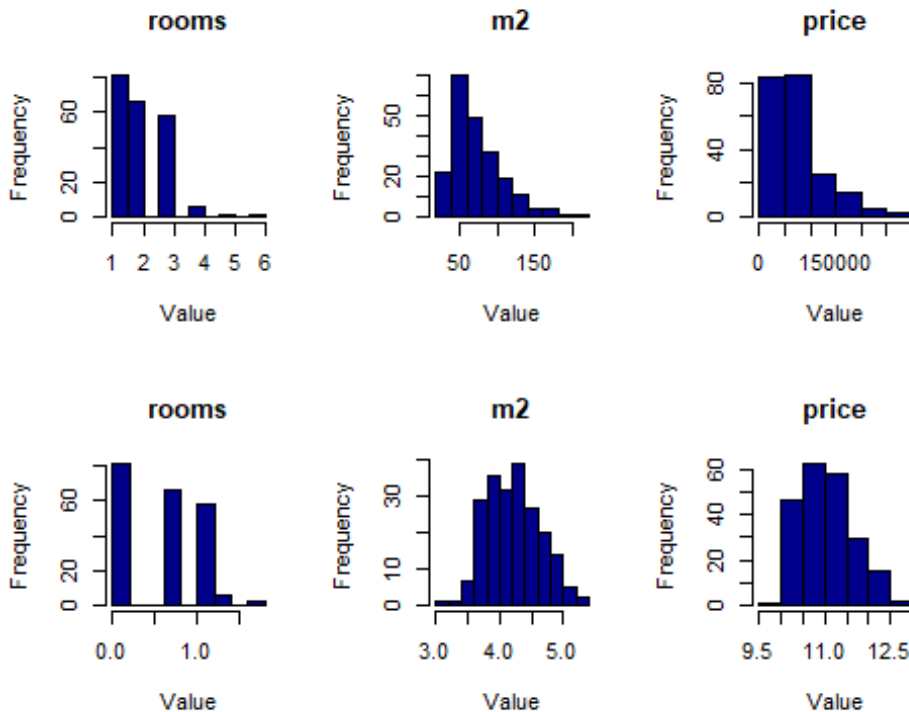 rooms
Frequency
0 20 60
1 2 3 4 5 6
Value
m2
Frequency
0 20 50
50 150
Value
price
Frequency
0 40 80
0 150000
Value
rooms
Frequency
0 20 60
0.0 1.0
Value
m2
Frequency
0 10 30
3.0 4.0 5.0
Value
price
Frequency
0 20 40 60
9.5 11.0 12.5
Value